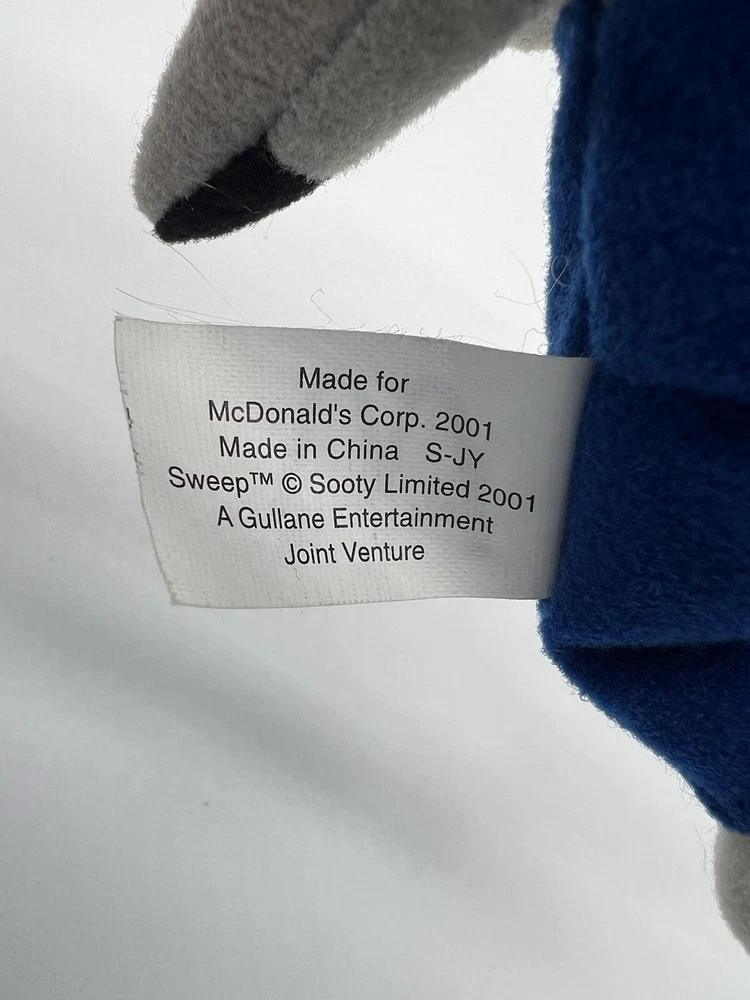 Made for
McDonald's Corp. 2001
Made in China S-JY
Sweep™ © Sooty Limited 2001
A Gullane Entertainment
Joint Venture